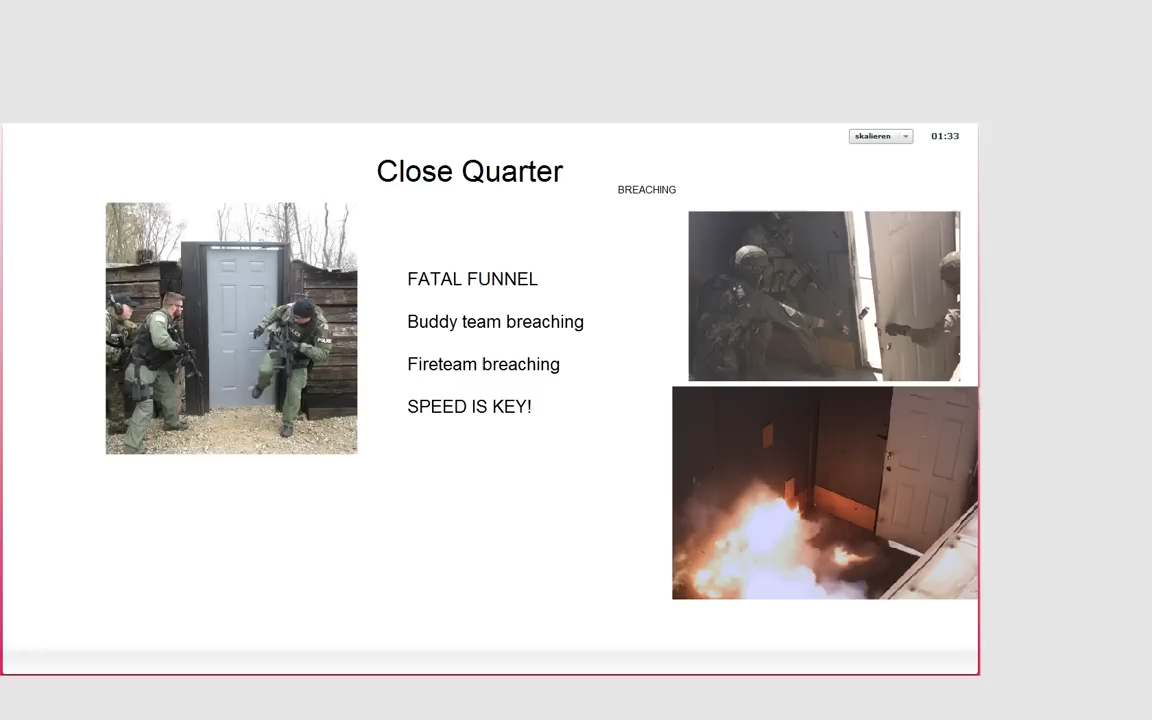 skalieren
01:33
Close Quarter
BREACHING
FATAL FUNNEL
Buddy team breaching
Fireteam breaching
SPEED IS KEY!